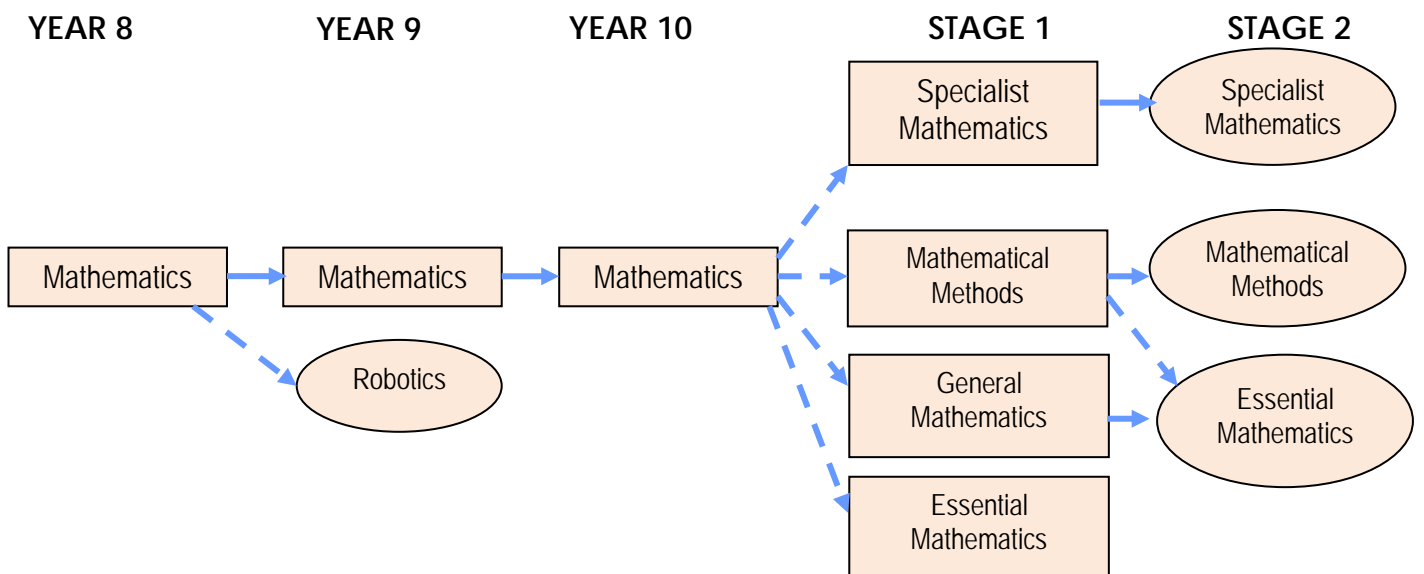 YEAR 8
YEAR 9
YEAR 10
STAGE 1
STAGE 2
Specialist
Mathematics
Specialist
Mathematics
Mathematics
Mathematics
Mathematics
Mathematical
Methods
Mathematical
Methods
Robotics
General
Mathematics
Essential
Mathematics
Essential
Mathematics